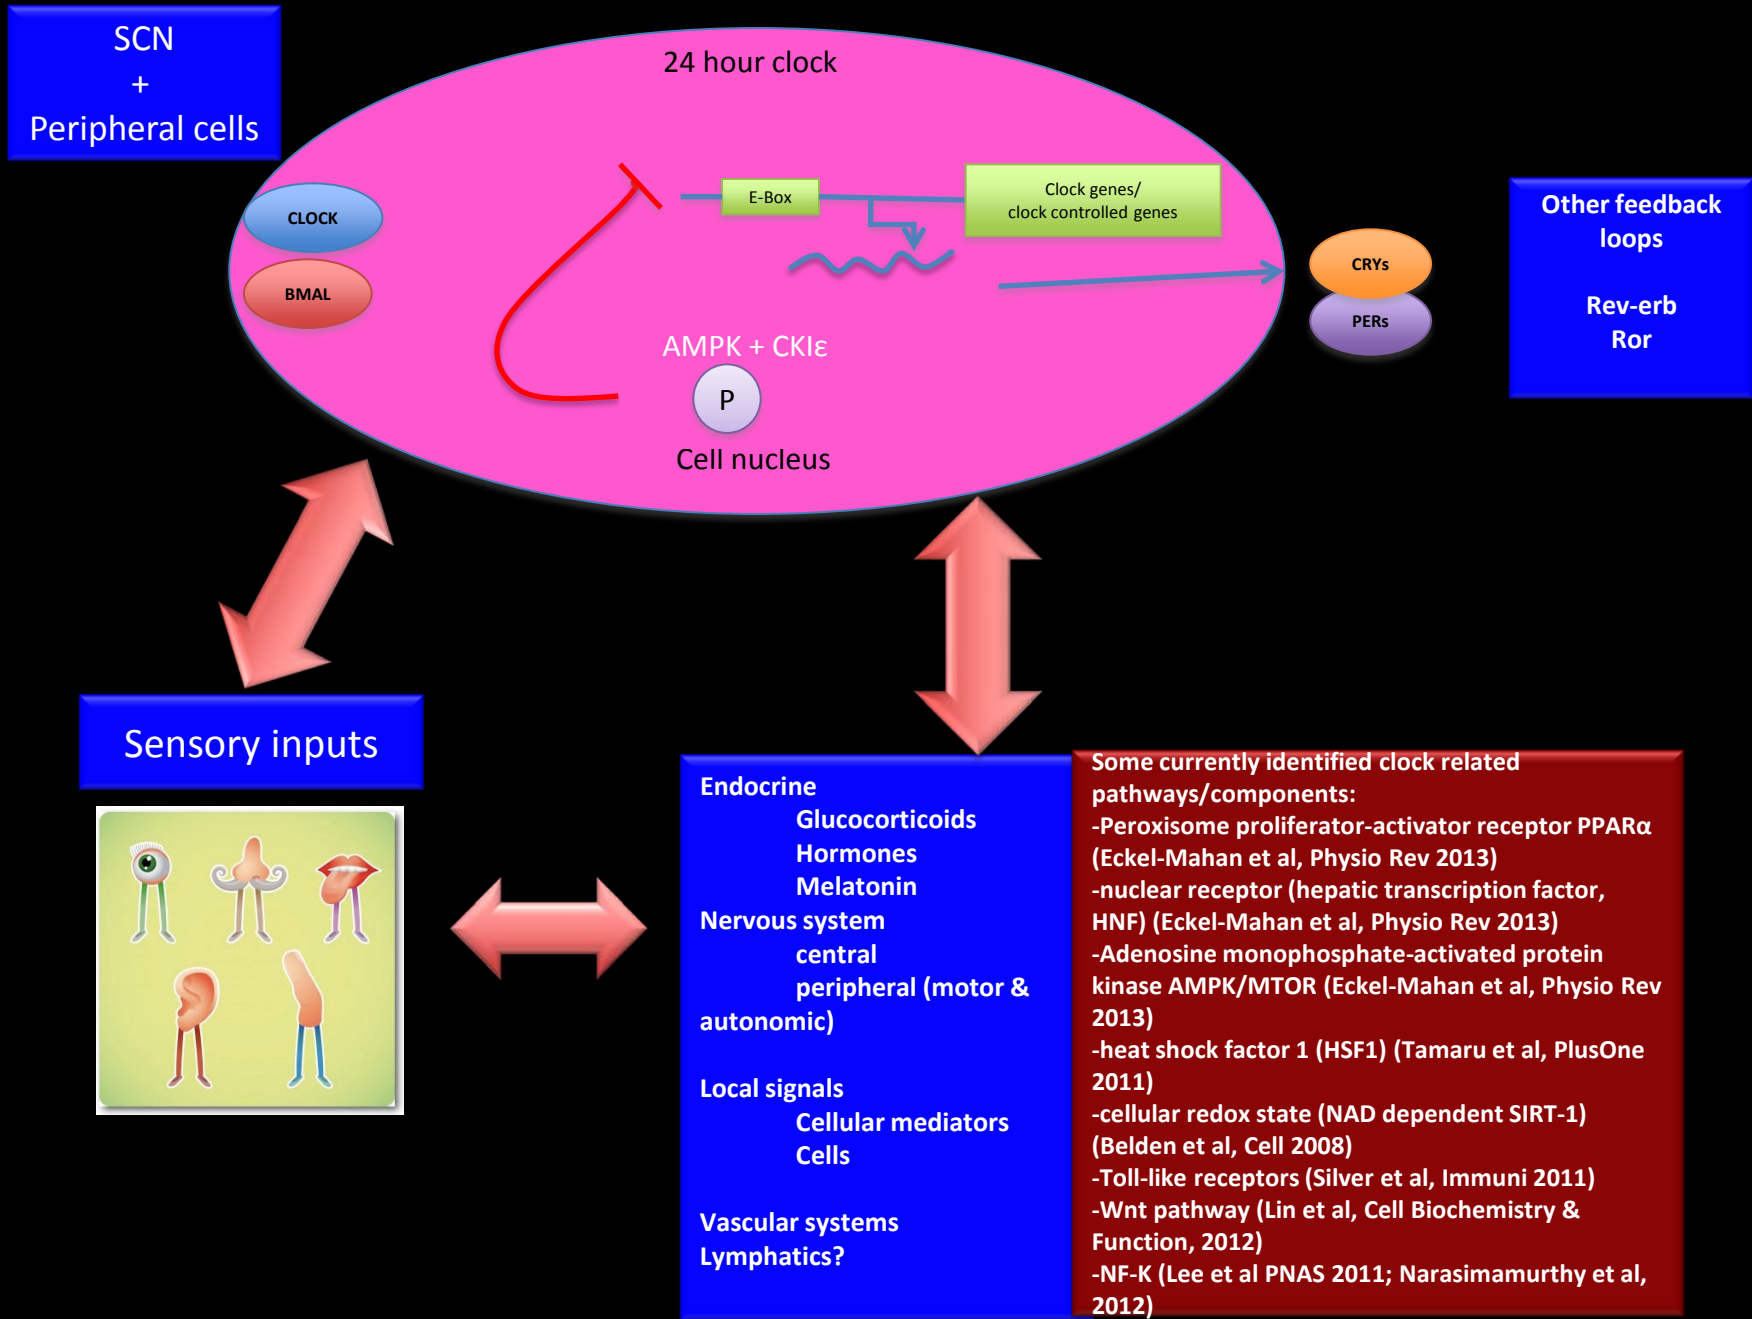 SCN
+
Peripheral cells
24 hour clock
CLOCK
BMAL
E-Box
Clock genes/
clock controlled genes
CRYs
PERs
Other feedback
loops
Rev-erb
Ror
AMPK + CKIε
P
Cell nucleus
Sensory inputs
Endocrine
Glucocorticoids
Hormones
Melatonin
Nervous system
central
peripheral (motor &
autonomic)
Local signals
Cellular mediators
Cells
Vascular systems
Lymphatics?
Some currently identified clock related
pathways/components:
-Peroxisome proliferator-activator receptor PPARα
(Eckel-Mahan et al, Physio Rev 2013)
-nuclear receptor (hepatic transcription factor,
HNF) (Eckel-Mahan et al, Physio Rev 2013)
-Adenosine monophosphate-activated protein
kinase AMPK/MTOR (Eckel-Mahan et al, Physio Rev
2013)
-heat shock factor 1 (HSF1) (Tamaru et al, PlusOne
2011)
-cellular redox state (NAD dependent SIRT-1)
(Belden et al, Cell 2008)
-Toll-like receptors (Silver et al, Immuni 2011)
-Wnt pathway (Lin et al, Cell Biochemistry &
Function, 2012)
-NF-K (Lee et al PNAS 2011; Narasimamurthy et al,
2012)